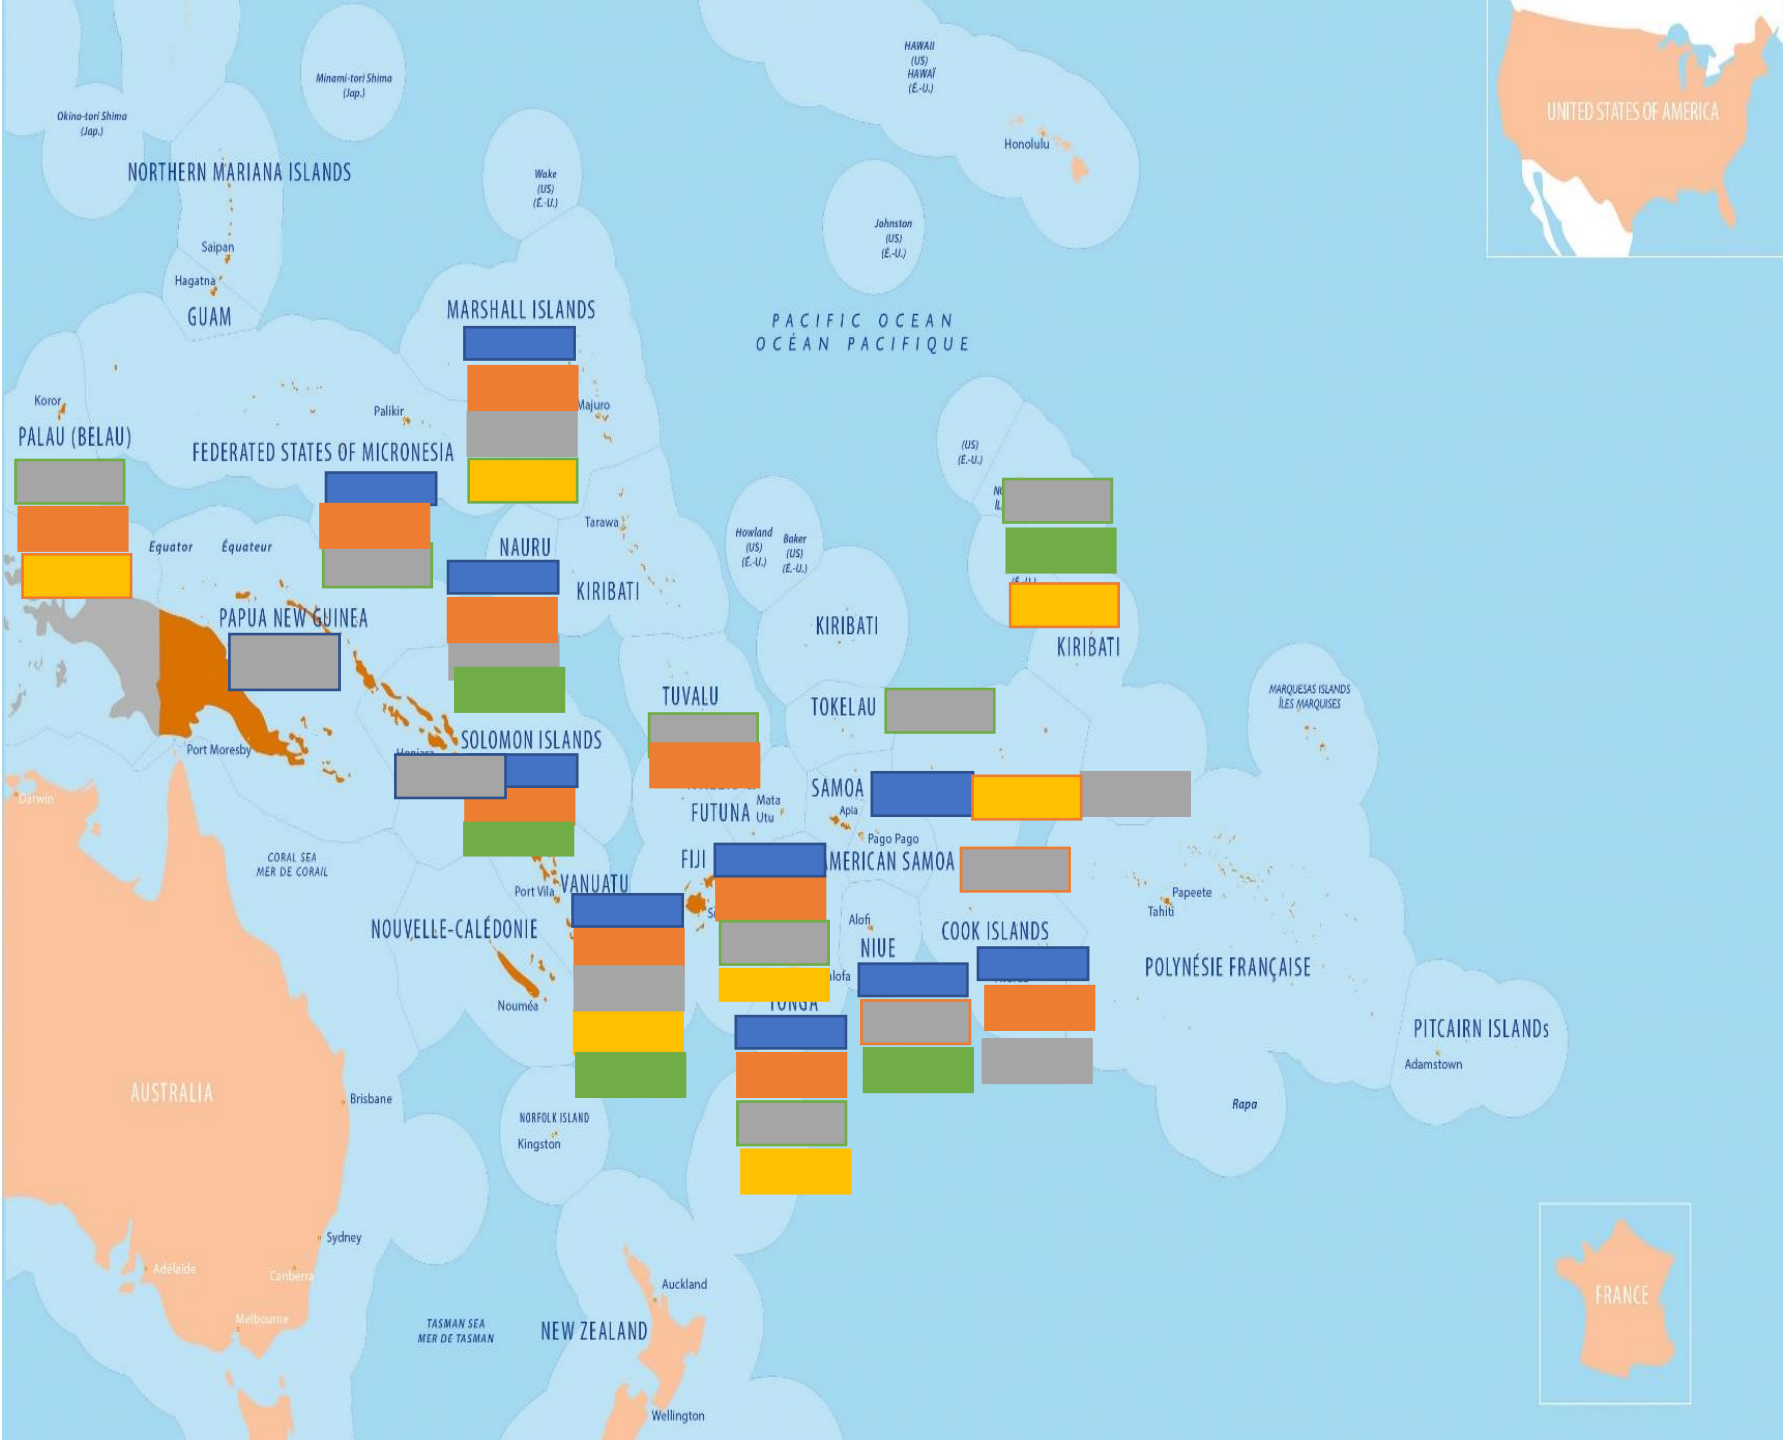 HAWAII
(US)
HAWAÏ
(É.-U.)
Minami-tori Shima
(Jap.)
Okino-tori Shima
(Jap.)
UNITED STATES OF AMERICA
Honolulu
NORTHERN MARIANA ISLANDS
Wake
(US)
(É.-U.)
Johnston
(US)
(É.-U.)
Saipan
Hagatna
GUAM
MARSHALL ISLANDS
PACIFIC OCEAN
OCÉAN PACIFIQUE
Koror
Palikir
Majuro
PALAU (BELAU)
FEDERATED STATES OF MICRONESIA
(US)
(É.-U.)
Tarawa
Equator
Équateur
NAURU
Howland
(US)
(É.-U.)
Baker
(US)
(É.-U.)
KIRIBATI
PAPUA NEW GUINEA
KIRIBATI
KIRIBATI
TUVALU
TOKELAU
MARQUESAS ISLANDS
ÎLES MARQUISES
Port Moresby
SOLOMON ISLANDS
Darwin
SAMOA
Apia
FUTUNA
Mata
Utu
Pago Pago
CORAL SEA
MER DE CORAIL
FIJI
AMERICAN SAMOA
Port Vila
VANUATU
Papeete
Tahiti
NOUVELLE-CALÉDONIE
Alofi
NIUE
COOK ISLANDS
POLYNÉSIE FRANÇAISE
Nouméa
TONGA
PITCAIRN ISLANDs
Adamstown
AUSTRALIA
Brisbane
NORFOLK ISLAND
Kingston
Rapa
Sydney
Adelaide
Canberra
Auckland
FRANCE
Melbourne
TASMAN SEA
MER DE TASMAN
NEW ZEALAND
Wellington